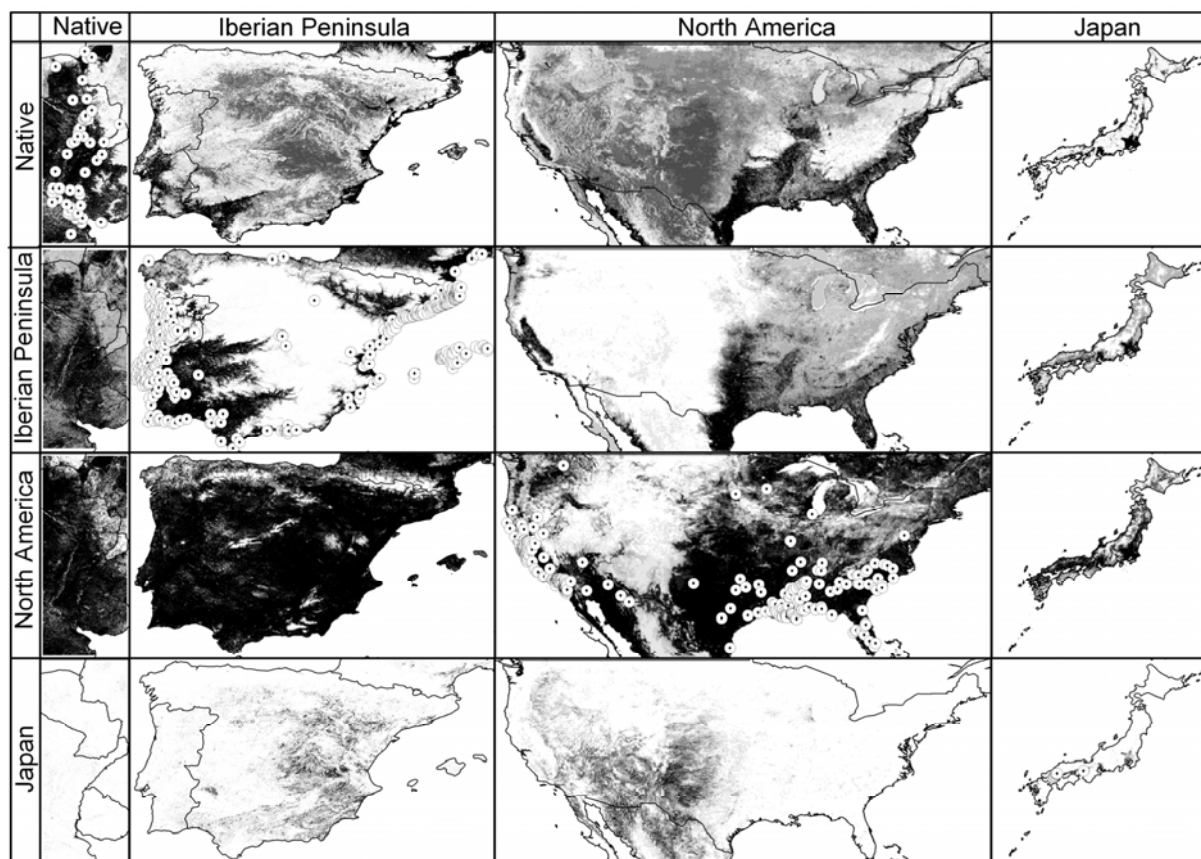 Native Iberian Peninsula North America Japan
Native
Iberian Peninsula
North America
Japan